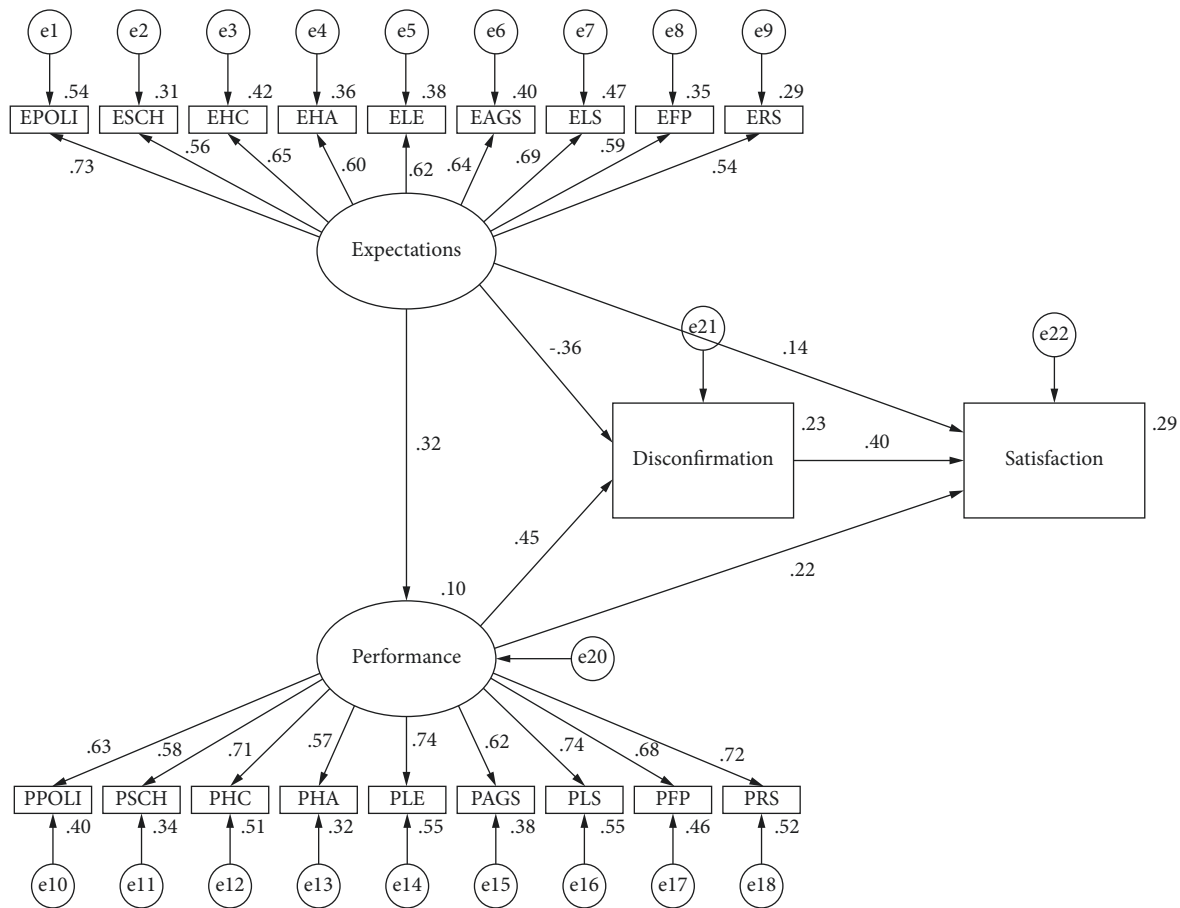 e1 e2 e3 e4 e5 e6 e7 e8 e9
.54 .31 .42 .36 .38 .40 .47 .35 .29
EPOLI ESCH EHC EHA ELE EAGS ELS EFP ERS
.73 .56 .65 .60 .62 .64 .69 .59 .54
Expectations
e21 e22
-.36 .14
.32 .23 .40 .29
Disconfirmation Satisfaction
.45 .22
.10
Performance e20
.63 .58 .71 .57 .74 .62 .74 .68 .72
PPOLI PSCH PHC PHA PLE PAGS PLS PFP PRS
.40 .34 .51 .32 .55 .38 .55 .46 .52
e10 e11 e12 e13 e14 e15 e16 e17 e18